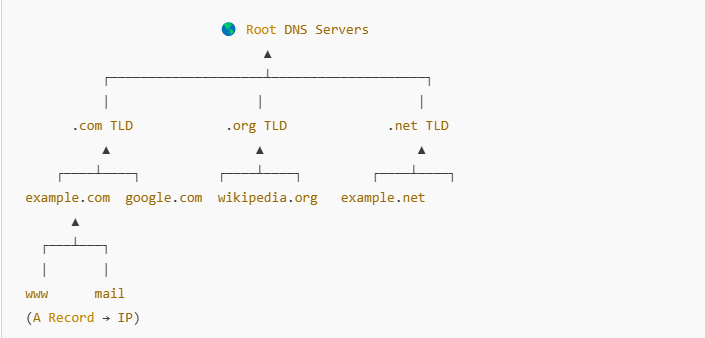 🌎 Root DNS Servers
.com TLD .org TLD .net TLD
example.com google.com wikipedia.org example.net
www mail
(A Record → IP)